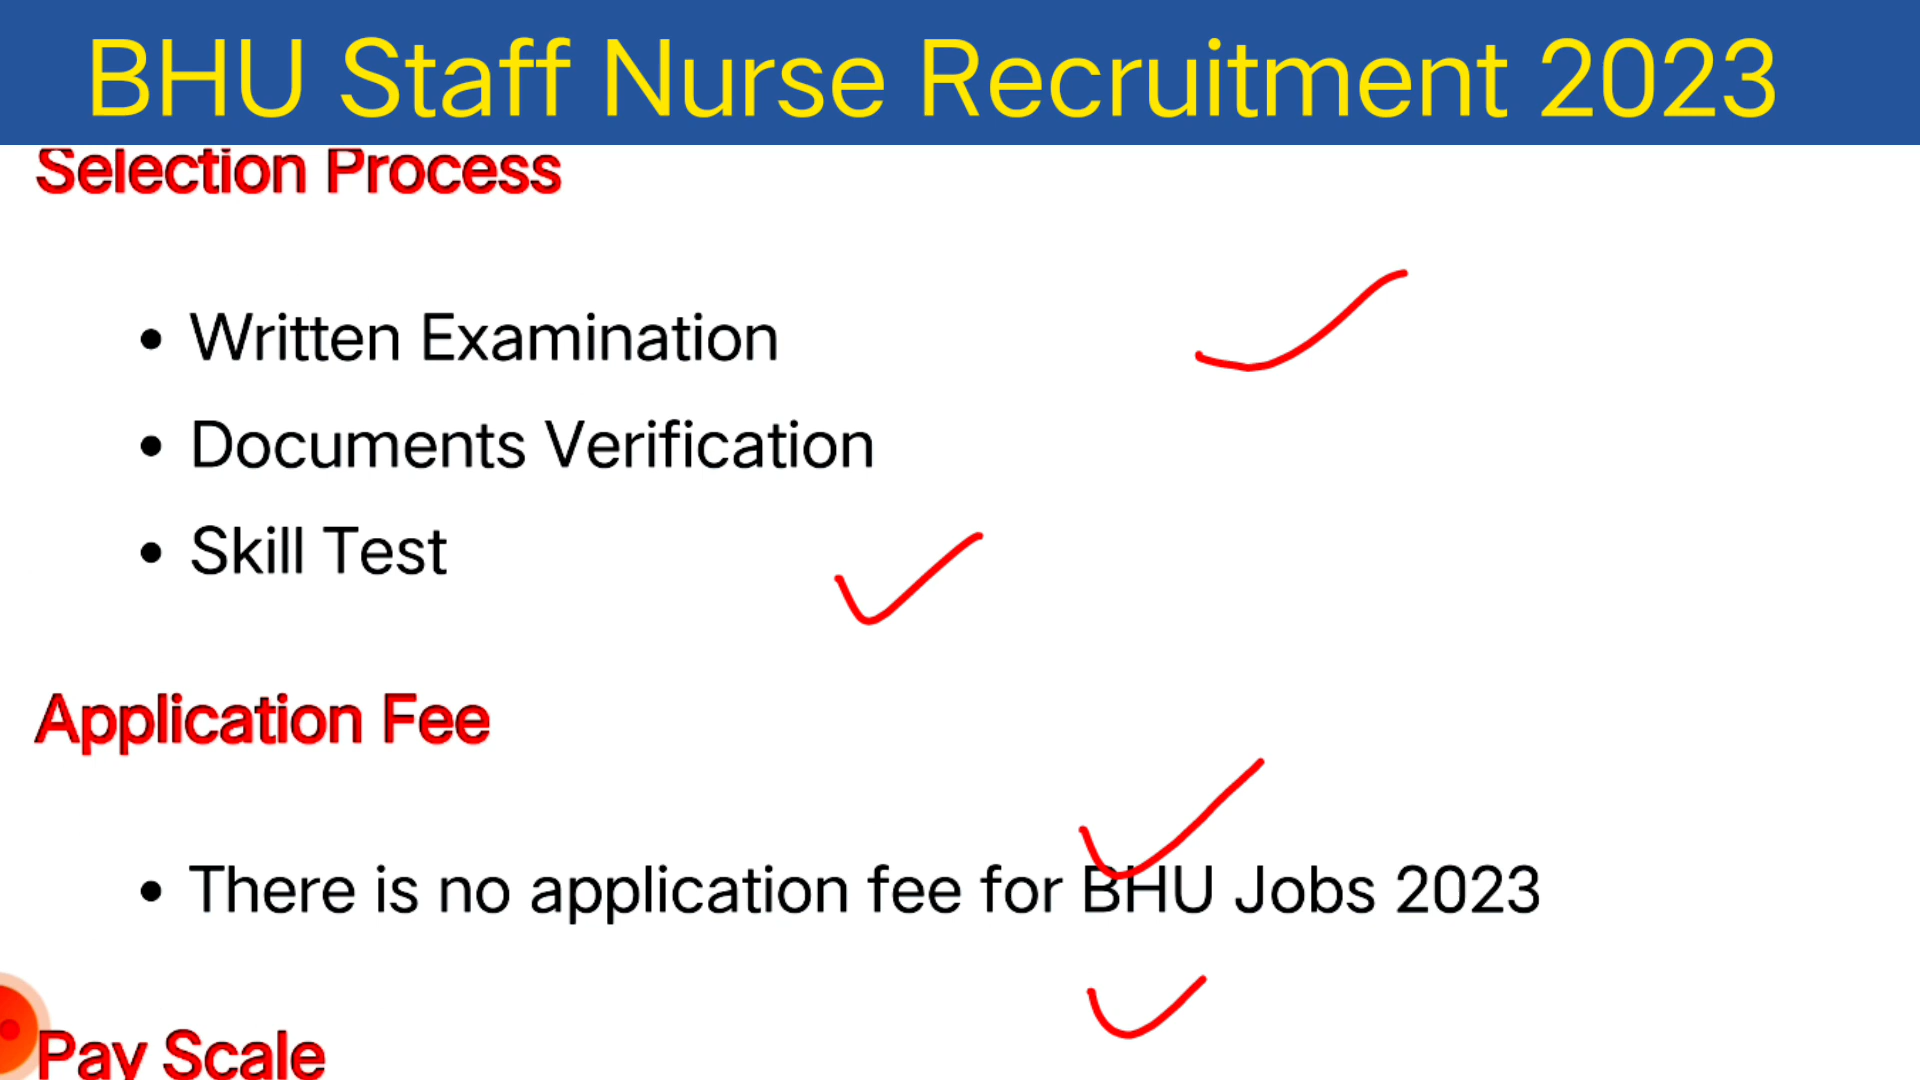 BHU Staff Nurse Recruitment 2023
Selection Process
• Written Examination
• Documents Verification
• Skill Test
Application Fee
• There is no application fee for BHU Jobs 2023
Pay Scale